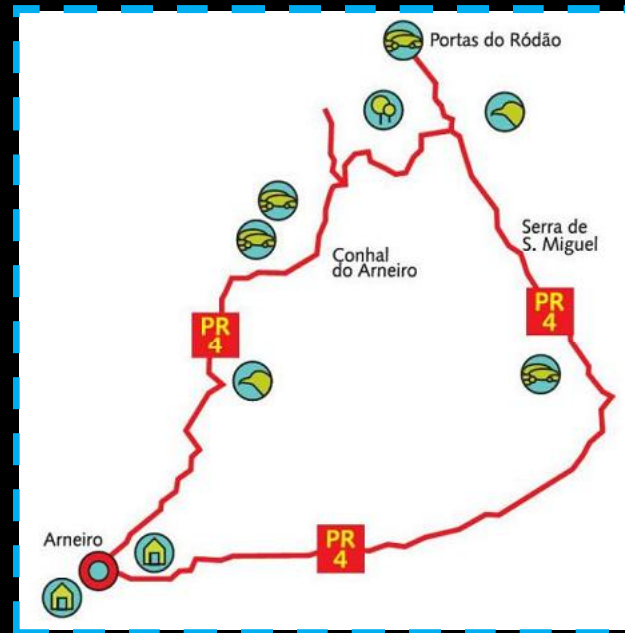 Portas do Ródão
Serra de
S. Miguel
Conhal
do Arneiro
PR
4
PR
4
Arneiro
PR
4